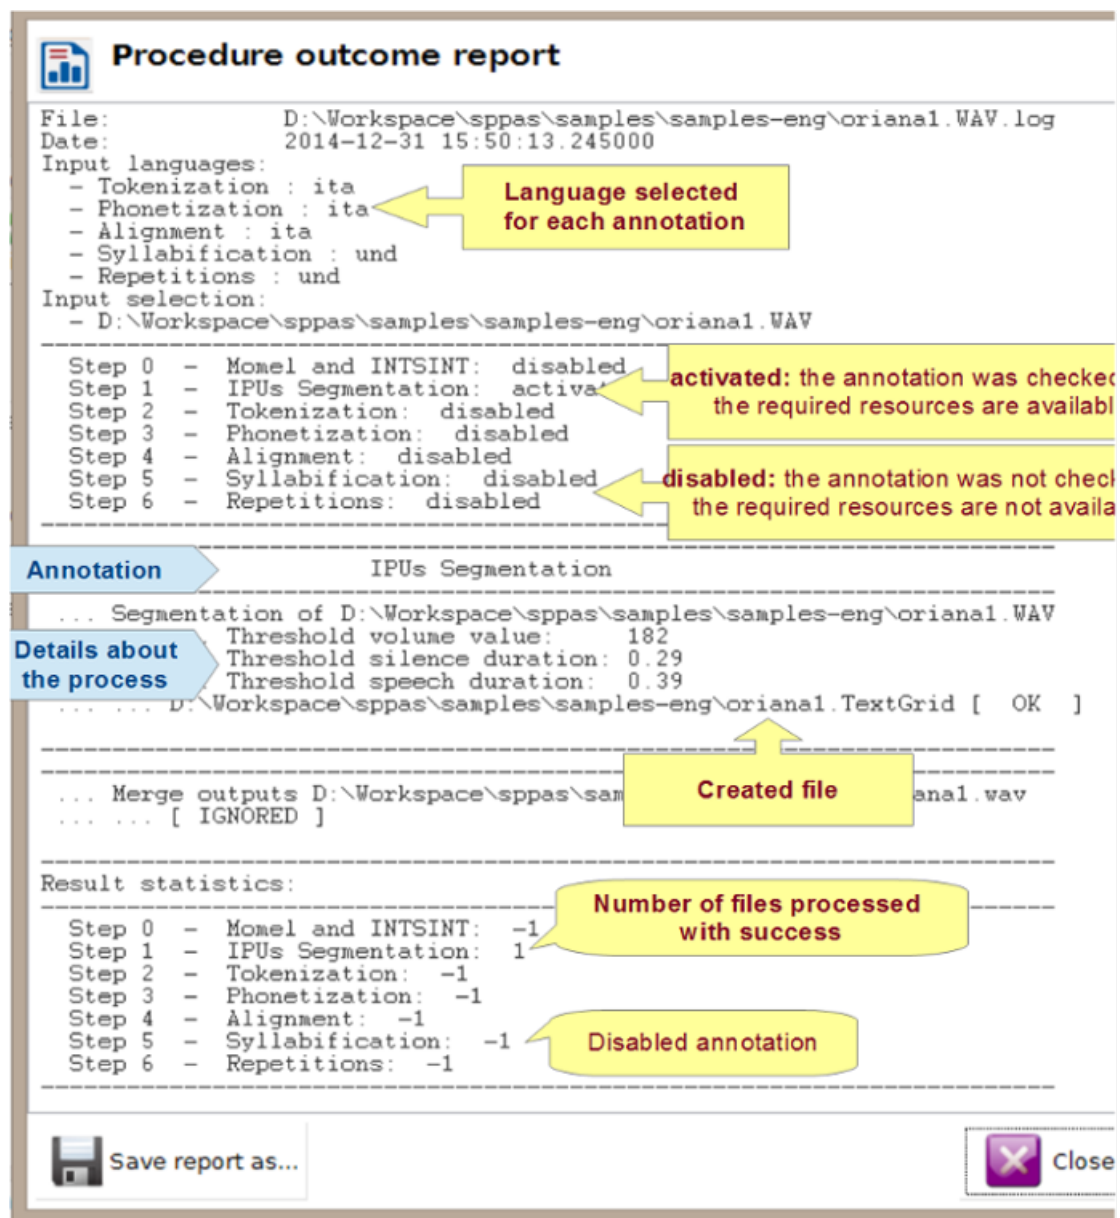 Procedure outcome report
File: D:\Workspace\sppas\samples\samples-eng\oriana1.WAV.log
Date: 2014-12-31 15:50:13.245000
Input languages:
- Tokenization : ita
- Phonetization : ita
Language selected
for each annotation
- Alignment : ita
- Syllabification : und
- Repetitions : und
Input selection:
- D:\Workspace\sppas\samples\samples-eng\oriana1.WAV
Step 0 - Momel and INTSINT: disabled
Step 1 - IPUs Segmentation: activat
activated: the annotation was checked
the required resources are availabl
Step 2 - Tokenization: disabled
Step 3 - Phonetization: disabled
Step 4 - Alignment: disabled
Step 5 - Syllabification: disabled
Step 6 - Repetitions: disabled
disabled: the annotation was not check
the required resources are not availa
Annotation
IPUs Segmentation
... Segmentation of D:\Workspace\sppas\samples\samples-eng\oriana1.WAV
Details about
the process
Threshold volume value: 182
Threshold silence duration: 0.29
Threshold speech duration: 0.39
... ... D:\Workspace\sppas\samples\samples-eng\oriana1.TextGrid [ OK ]
Created file
... Merge outputs D:\Workspace\sppas\sam ana1.wav
... ... [ IGNORED ]
Result statistics:
Number of files processed
with success
Step 0 - Momel and INTSINT: -1
Step 1 - IPUs Segmentation: 1
Step 2 - Tokenization: -1
Step 3 - Phonetization: -1
Step 4 - Alignment: -1
Step 5 - Syllabification: -1
Disabled annotation
Step 6 - Repetitions: -1
Save report as...
Close